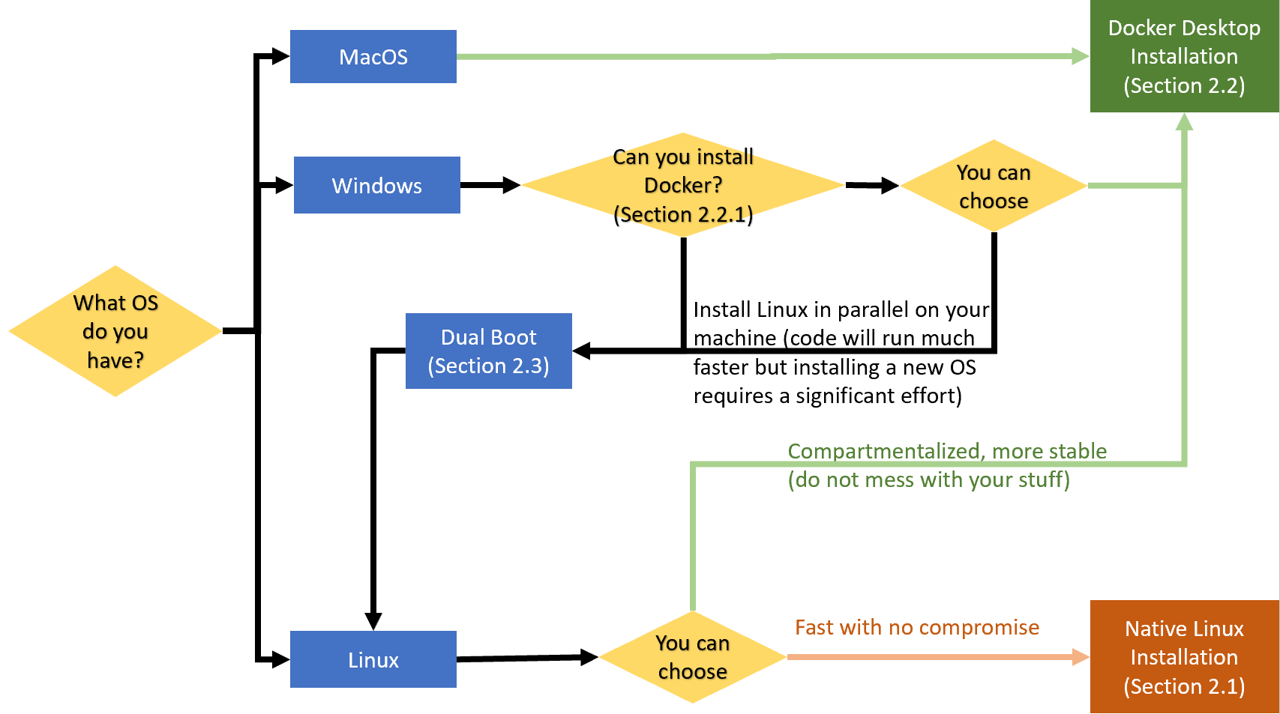 MacOS
Docker Desktop
Installation
(Section 2.2)
Windows
Can you install
Docker?
(Section 2.2.1)
You can
choose
What OS
do you
have?
Dual Boot
(Section 2.3)
Install Linux in parallel on your
machine (code will run much
faster but installing a new OS
requires a significant effort)
Compartmentalized, more stable
(do not mess with your stuff)
Linux
You can
choose
Fast with no compromise
Native Linux
Installation
(Section 2.1)